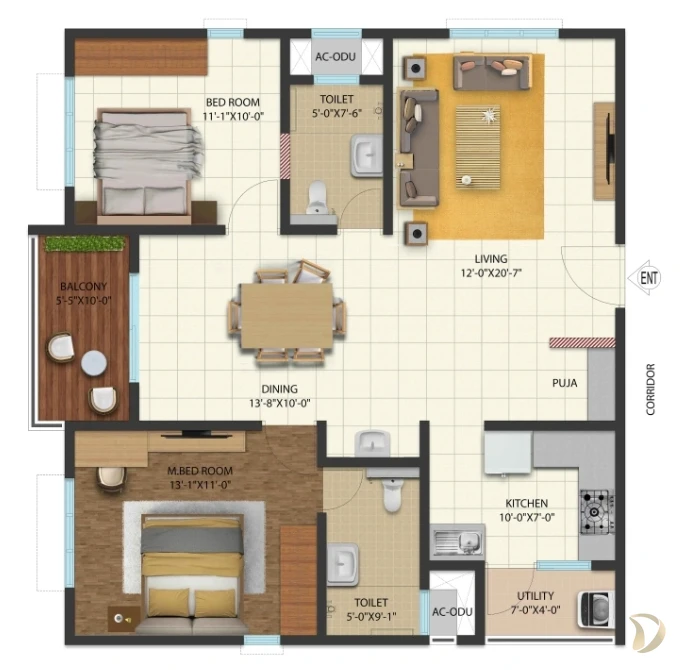 AC-ODU
TOILET
5'-0"X7'-6"
BED ROOM
11'-1"X10'-0"
LIVING
12'-0"X20'-7"
ENT
BALCONY
5'-5"X10'-0"
DINING
13'-8"X10'-0"
PUJA
CORRIDOR
M.BED ROOM
13'-1"X11'-0"
KITCHEN
10'-0"X7'-0"
TOILET
5'-0"X9'-1"
AC-ODU
UTILITY
7'-0"X4'-0"